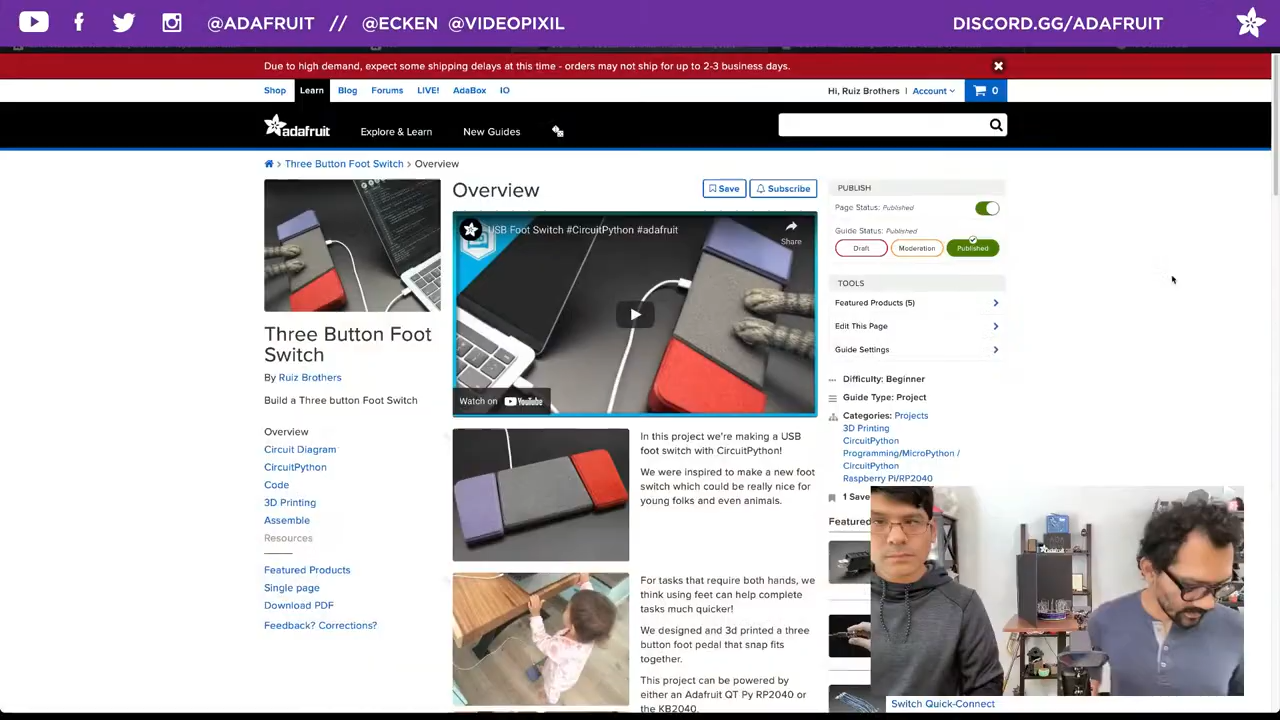 @ADAFRUIT // @ECKEN @VIDEOPIXIL
DISCORD.GG/ADAFRUIT
Due to high demand, expect some shipping delays at this time - orders may not ship for up to 2-3 business days.
Shop Learn Blog Forums LIVE! AdaBox IO
Hi, Ruiz Brothers | Account
0
adafruit
Explore & Learn New Guides
Three Button Foot Switch > Overview
Three Button Foot
Switch
By Ruiz Brothers
Build a Three button Foot Switch
Overview
Circuit Diagram
CircuitPython
Code
3D Printing
Assemble
Resources
Featured Products
Single page
Download PDF
Feedback? Corrections?
Overview
Save
Subscribe
USB Foot Switch #CircuitPython #adafruit
Share
Watch on YouTube
In this project we're making a USB
foot switch with CircuitPython!
We were inspired to make a new foot
switch which could be really nice for
young folks and even animals.
For tasks that require both hands, we
think using feet can help complete
tasks much quicker!
We designed and 3d printed a three
button foot pedal that snap fits
together.
This project can be powered by
either an Adafruit QT Py RP2040 or
the KB2040.
PUBLISH
Page Status: Published
Guide Status: Published
Draft Moderation Published
TOOLS
Featured Products (5)
Edit This Page
Guide Settings
Difficulty: Beginner
Guide Type: Project
Categories: Projects
3D Printing
CircuitPython
Programming/MicroPython /
CircuitPython
Raspberry Pi/RP2040
1 Save
Featured
Switch Quick-Connect